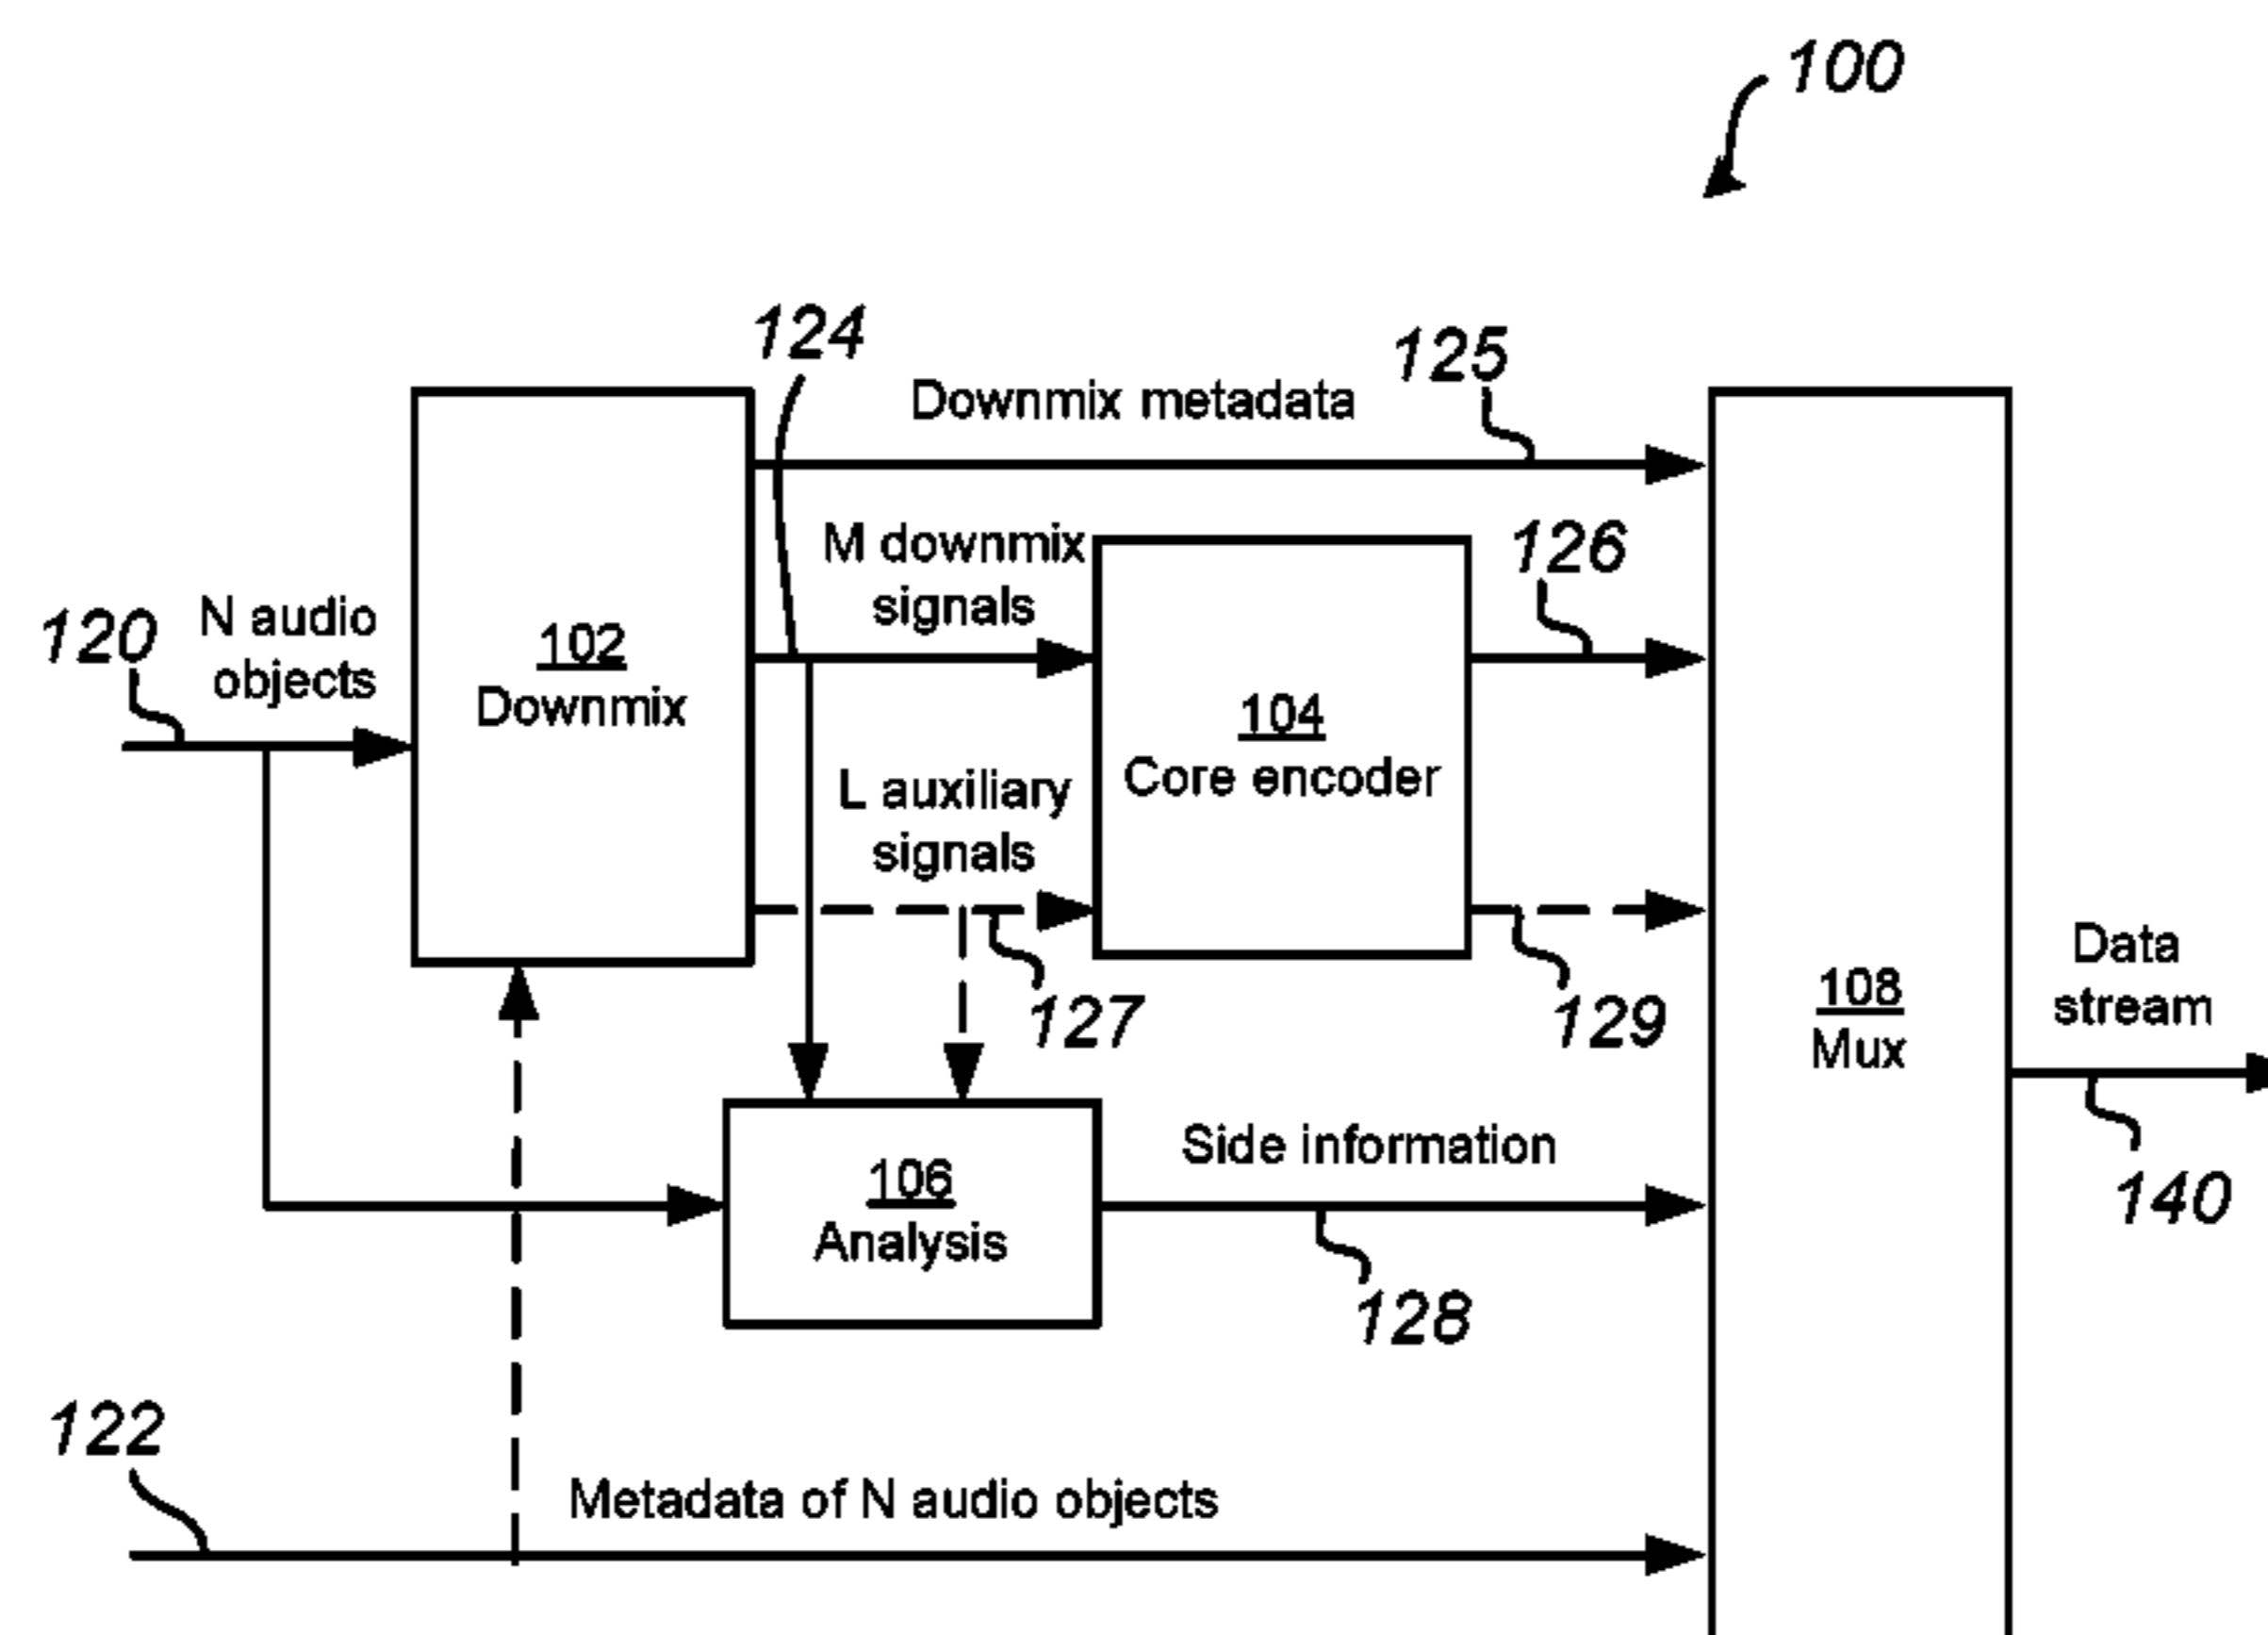 100
124
Downmix metadata
125
M downmix
signals
126
120
N audio
objects
102
Downmix
104
Core encoder
L auxiliary
signals
127
129
108
Mux
Data
stream
140
106
Analysis
Side information
128
122
Metadada of N audio objects